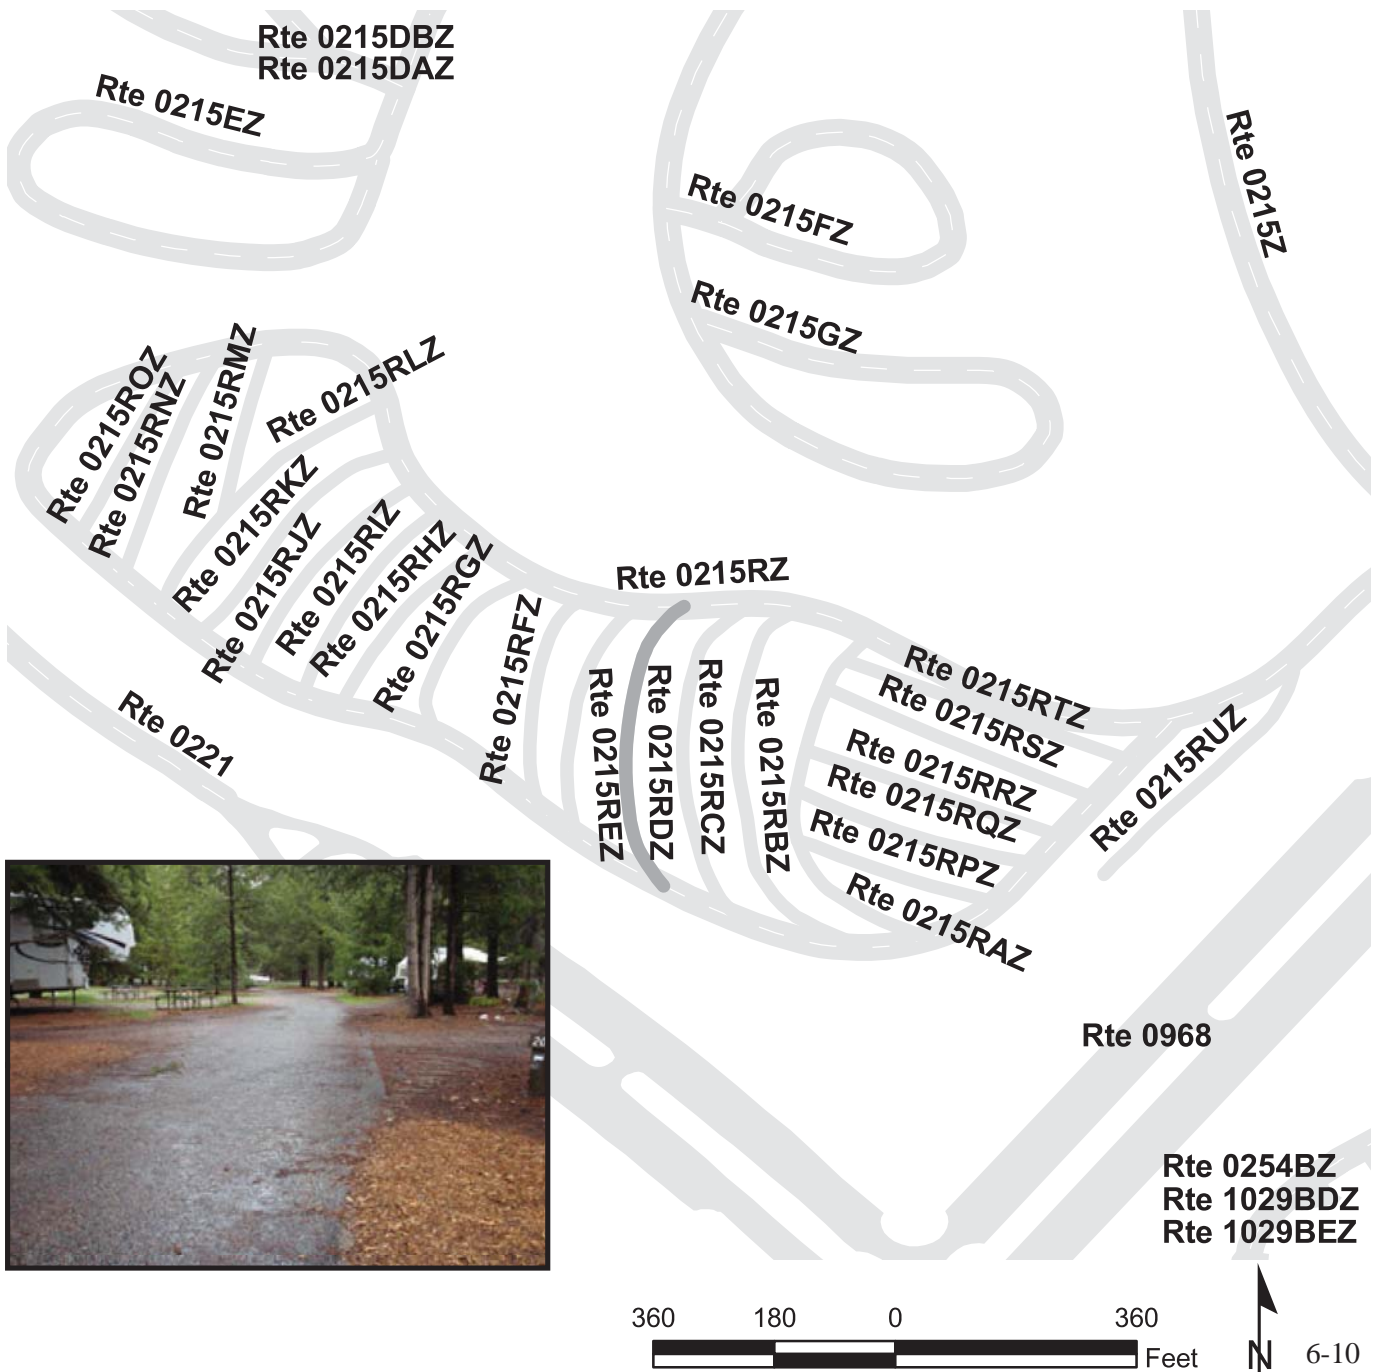 Rte 0215DBZ
Rte 0215DAZ
Rte 0215EZ
Rte 0215Z
Rte 0215FZ
Rte 0215GZ
Rte 0215ROZ
Rte 0215RNZ
Rte 0215RMZ
Rte 0215RLZ
Rte 0215RKZ
Rte 0215RJZ
Rte 0215RIZ
Rte 0215RHZ
Rte 0215RGZ
Rte 0215RFZ
Rte 0215RZ
Rte 0215REZ
Rte 0215RDZ
Rte 0215RCZ
Rte 0215RBZ
Rte 0215RTZ
Rte 0215RSZ
Rte 0215RRZ
Rte 0215RQZ
Rte 0215RPZ
Rte 0215RAZ
Rte 0215RUZ
Rte 0221
Rte 0968
Rte 0254BZ
Rte 1029BDZ
Rte 1029BEZ
360 180 0 360
Feet
N
6-10